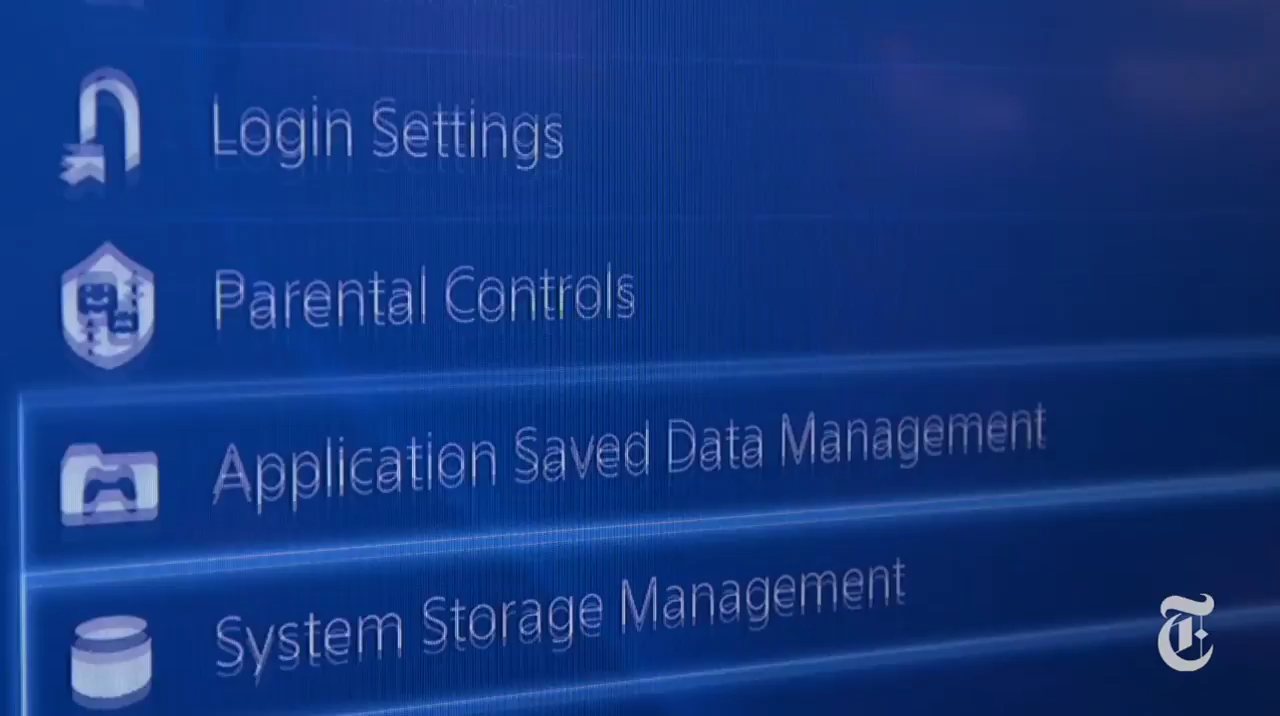 Login Settings
Parental Controls
Application Saved Data Management
System Storage Management
T